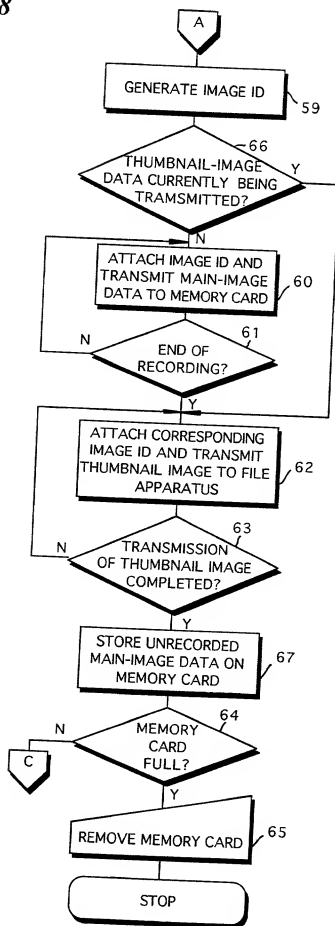 8
A
GENERATE IMAGE ID
59
66
THUMBNAIL-IMAGE
Y
DATA CURRENTLY BEING
TRAMSMITTED?
N
ATTACH IMAGE ID AND
TRANSMIT MAIN-IMAGE
DATA TO MEMORY CARD
60
61
N
END OF
RECORDING?
Y
ATTACH CORRESPONDING
IMAGE ID AND TRANSMIT
THUMBNAIL IMAGE TO FILE
APPARATUS
62
63
N
TRANSMISSION
OF THUMBNAIL IMAGE
COMPLETED?
Y
STORE UNRECORDED
MAIN-IMAGE DATA ON
MEMORY CARD
67
64
N
MEMORY
CARD
FULL?
C
Y
REMOVE MEMORY CARD
65
STOP